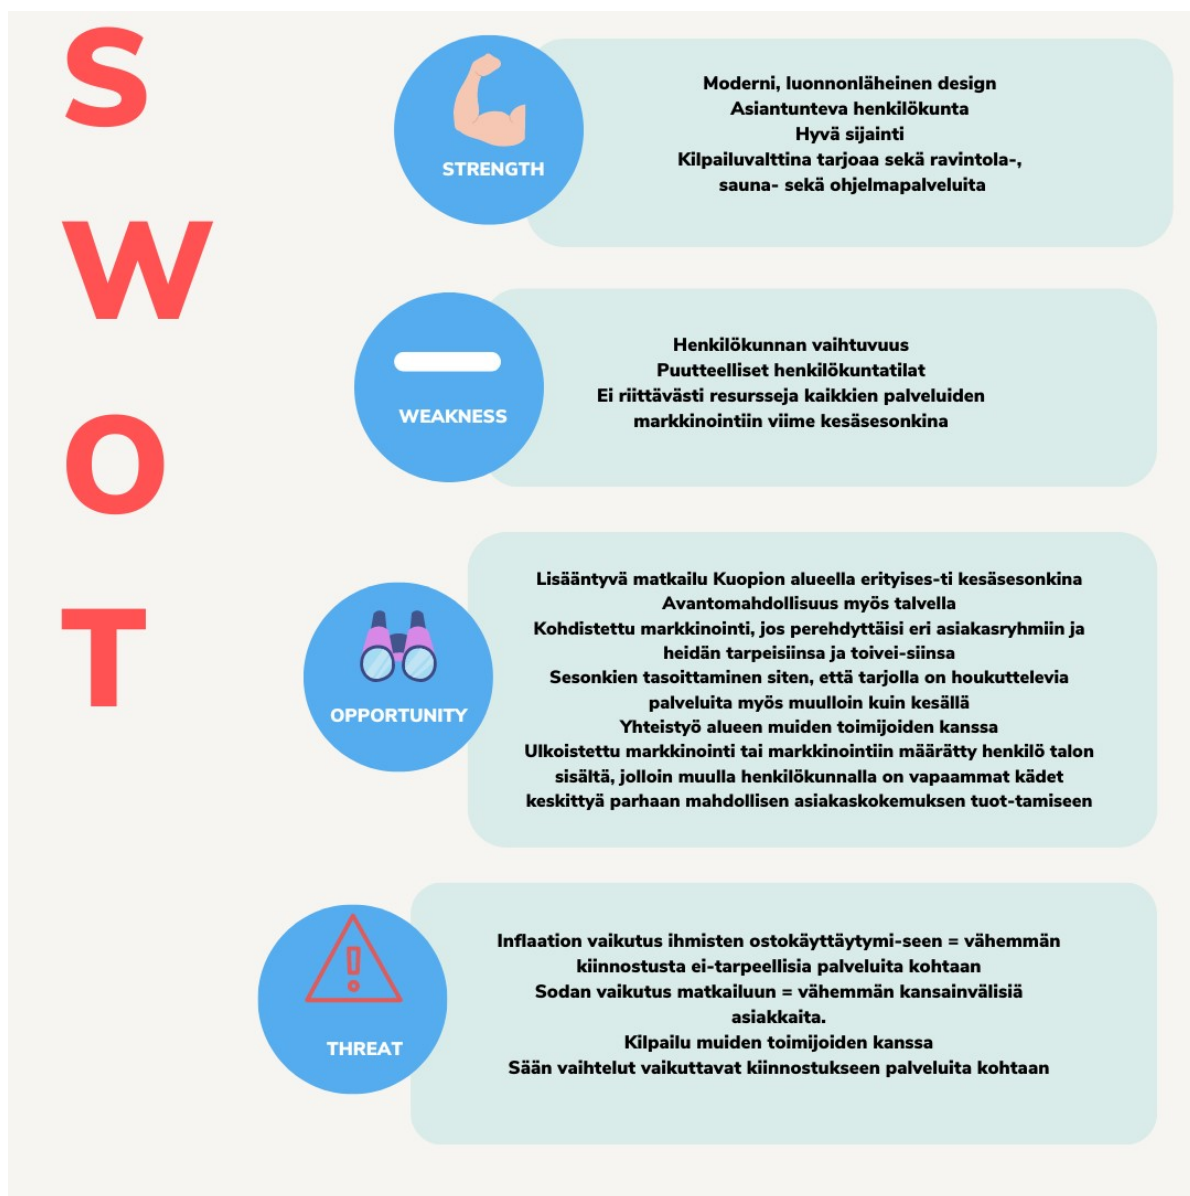 S
W
O
T
STRENGTH
Moderni, luonnonläheinen design
Asiantunteva henkilökunta
Hyvä sijainti
Kilpailuvalttina tarjoaa sekä ravintola-,
sauna- sekä ohjelmapalveluita
WEAKNESS
Henkilökunnan vaihtuvuus
Puutteelliset henkilökuntatilat
Ei riittävästi resursseja kaikkien palveluiden
markkinointiin viime kesäsesonkina
OPPORTUNITY
Lisääntyvä matkailu Kuopion alueella erityises-ti kesäsesonkina
Avantomahdollisuus myös talvella
Kohdistettu markkinointi, jos perehdyttäisi eri asiakasryhmiin ja
heidän tarpeisiinsa ja toivei-siinsa
Sesonkien tasoittaminen siten, että tarjolla on houkuttelevia
palveluita myös muulloin kuin kesällä
Yhteistyö alueen muiden toimijoiden kanssa
Ulkoistettu markkinointi tai markkinointiin määrätty henkilö talon
sisältä, jolloin muulla henkilökunnalla on vapaammat kädet
keskittyä parhaan mahdollisen asiakaskokemuksen tuot-tamiseen
THREAT
Inflaation vaikutus ihmisten ostokäyttäytymi-seen = vähemmän
kiinnostusta ei-tarpeellisia palveluita kohtaan
Sodan vaikutus matkailuun = vähemmän kansainvälisiä
asiakkaita.
Kilpailu muiden toimijoiden kanssa
Sään vaihtelut vaikuttavat kiinnostukseen palveluita kohtaan